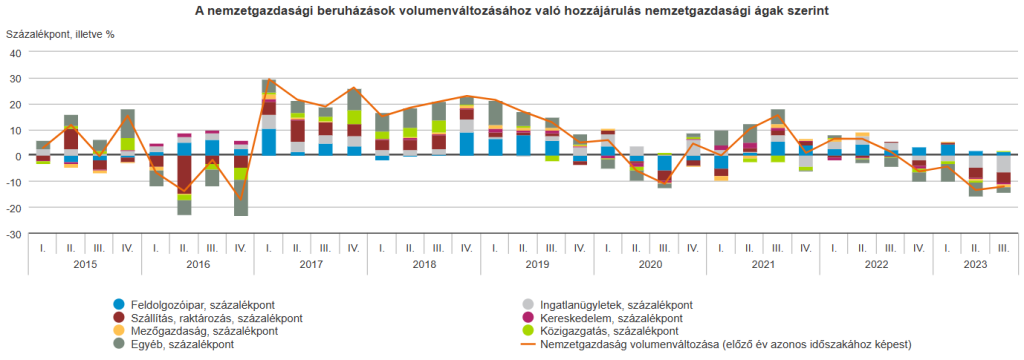 A nemzetgazdasági beruházások volumenváltozásához való hozzájárulás nemzetgazdasági ágak szerint
Százalékpont, illetve %
40
30
20
10
0
-10
-20
-30
I. II. III. IV. I. II. III. IV. I. II. III. IV. I. II. III. IV. I. II. III. IV. I. II. III. IV. I. II. III. IV. I. II. III. IV. I. II. III.
2015 2016 2017 2018 2019 2020 2021 2022 2023
Feldolgozóipar, százalékpont
Szállítás, raktározás, százalékpont
Mezőgazdaság, százalékpont
Egyéb, százalékpont
Ingatlanügyletek, százalékpont
Kereskedelem, százalékpont
Közigazgatás, százalékpont
Nemzetgazdaság volumenváltozása (előző év azonos időszakához képest)